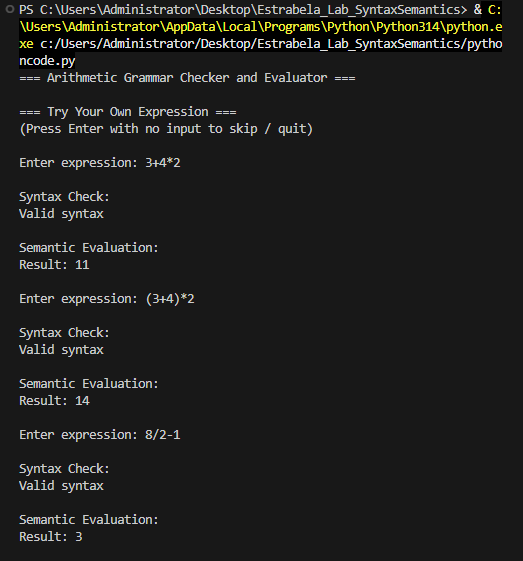 PS C:\Users\Administrator\Desktop\Estrabela_Lab_SyntaxSemantics> & C:
\Users\Administrator\AppData\Local\Programs\Python\Python314\python.e
xe c:/Users/Administrator/Desktop/Estrabela_Lab_SyntaxSemantics/pytho
ncode.py
=== Arithmetic Grammar Checker and Evaluator ===
=== Try Your Own Expression ===
(Press Enter with no input to skip / quit)
Enter expression: 3+4*2
Syntax Check:
Valid syntax
Semantic Evaluation:
Result: 11
Enter expression: (3+4)*2
Syntax Check:
Valid syntax
Semantic Evaluation:
Result: 14
Enter expression: 8/2-1
Syntax Check:
Valid syntax
Semantic Evaluation:
Result: 3